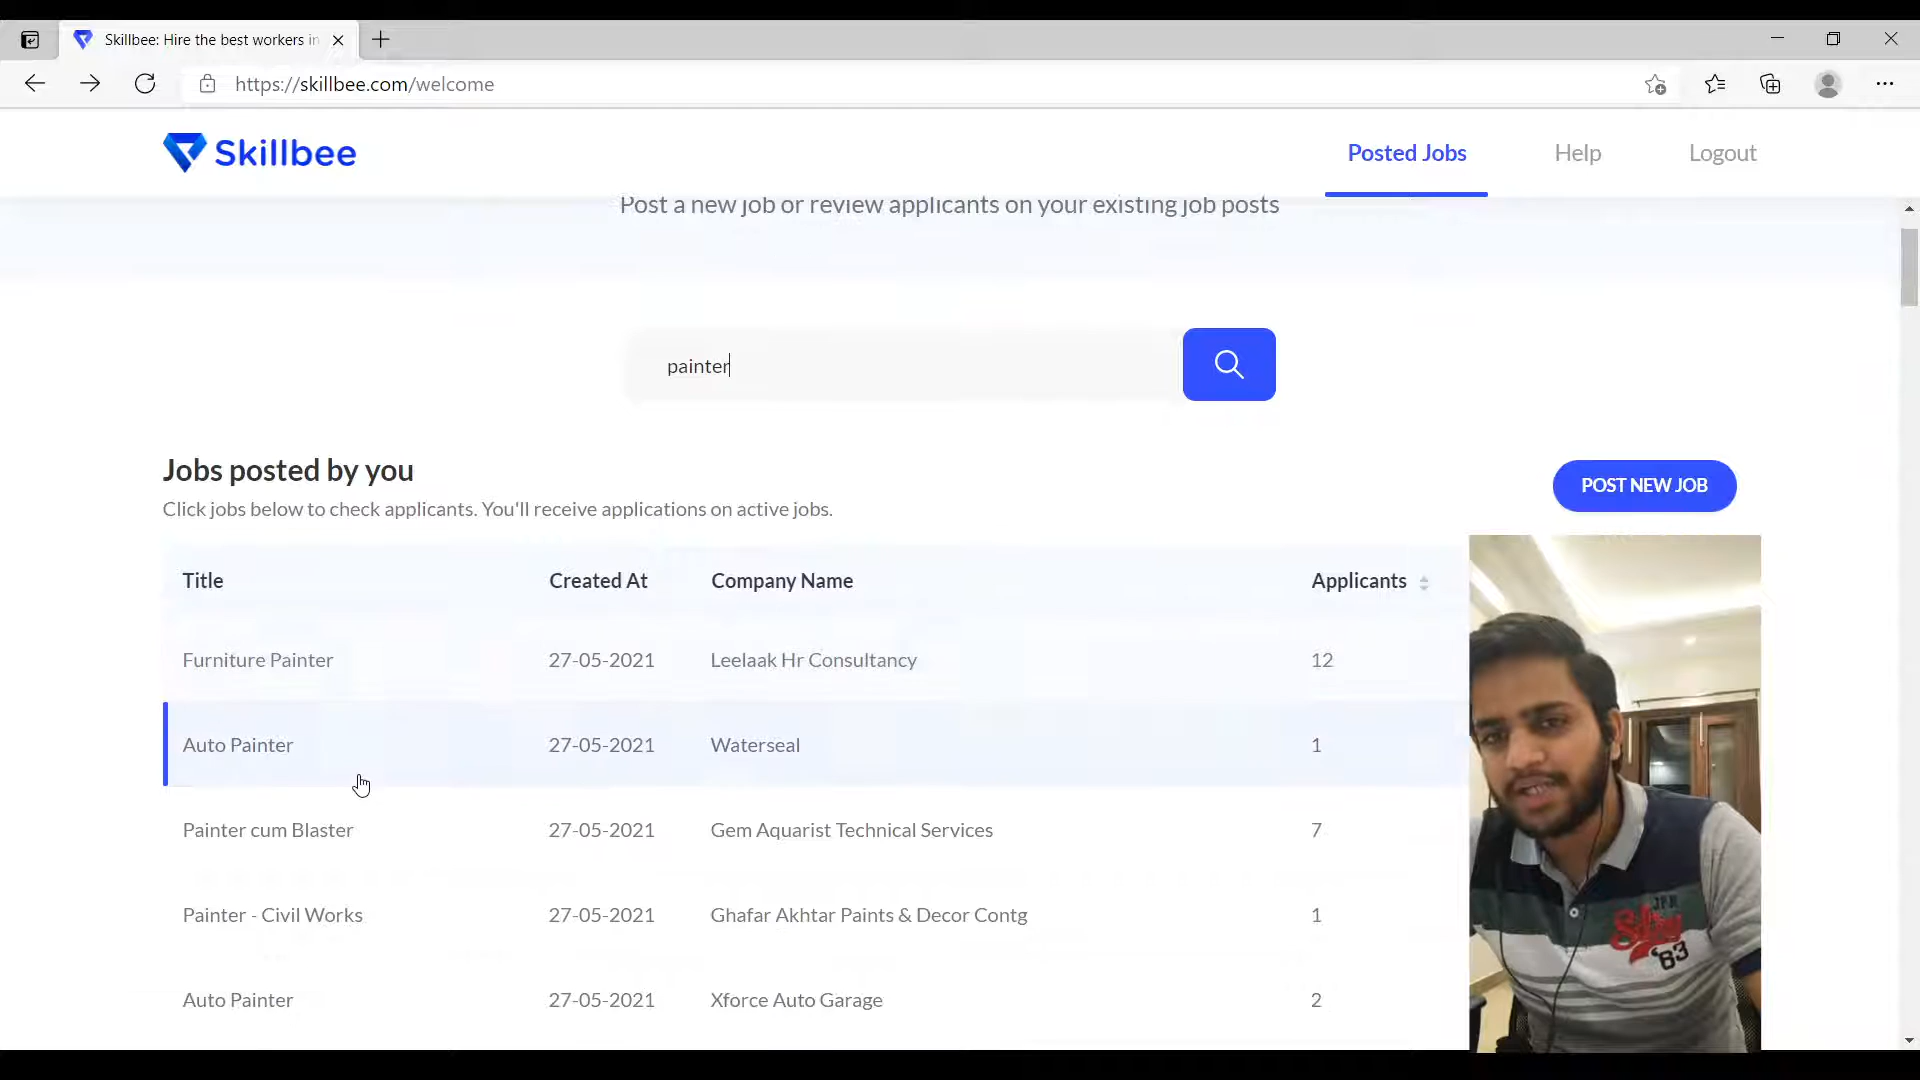 Skillbee: Hire the best workers in
https://skillbee.com/welcome
Skillbee
Posted Jobs
Help
Logout
Post a new job or review applicants on your existing job posts
painter
Jobs posted by you
Click jobs below to check applicants. You'll receive applications on active jobs.
POST NEW JOB
Title Created At Company Name Applicants
Furniture Painter 27-05-2021 Leelaak Hr Consultancy 12
Auto Painter 27-05-2021 Waterseal 1
Painter cum Blaster 27-05-2021 Gem Aquarist Technical Services 7
Painter - Civil Works 27-05-2021 Ghafar Akhtar Paints & Decor Contg 1
Auto Painter 27-05-2021 Xforce Auto Garage 2
'83